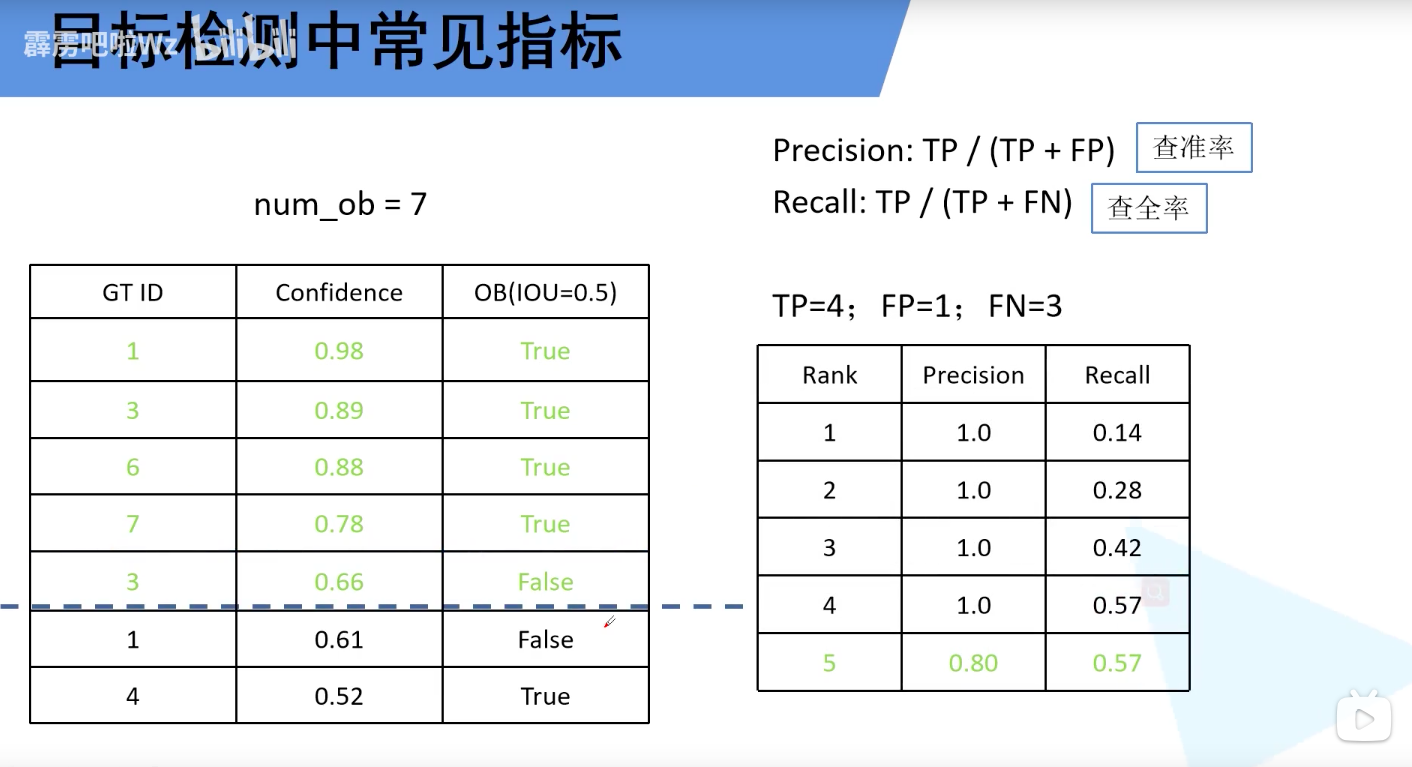 目标检测中常见指标
霹雳吧啦Wz bilibili
Precision: TP / (TP + FP) 查准率
num_ob = 7
Recall: TP / (TP + FN) 查全率
GT ID Confidence OB(IOU=0.5)
1 0.98 True
3 0.89 True
6 0.88 True
7 0.78 True
3 0.66 False
1 0.61 False
4 0.52 True
TP=4; FP=1; FN=3
Rank Precision Recall
1 1.0 0.14
2 1.0 0.28
3 1.0 0.42
4 1.0 0.57
5 0.80 0.57